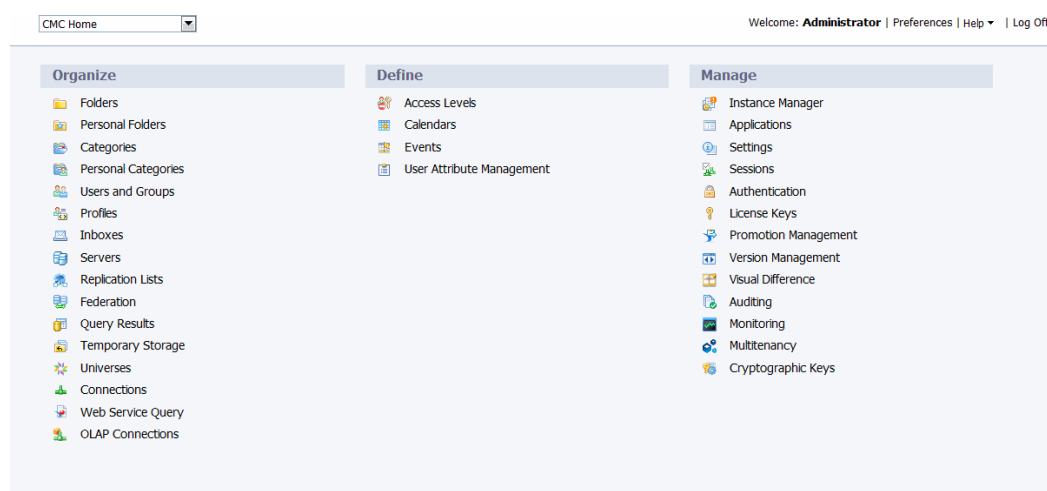 CMC Home
Welcome: Administrator | Preferences | Help | Log Off
Organize
Folders
Personal Folders
Categories
Personal Categories
Users and Groups
Profiles
Inboxes
Servers
Replication Lists
Federation
Query Results
Temporary Storage
Universes
Connections
Web Service Query
OLAP Connections
Define
Access Levels
Calendars
Events
User Attribute Management
Manage
Instance Manager
Applications
Settings
Sessions
Authentication
License Keys
Promotion Management
Version Management
Visual Difference
Auditing
Monitoring
Multitenancy
Cryptographic Keys